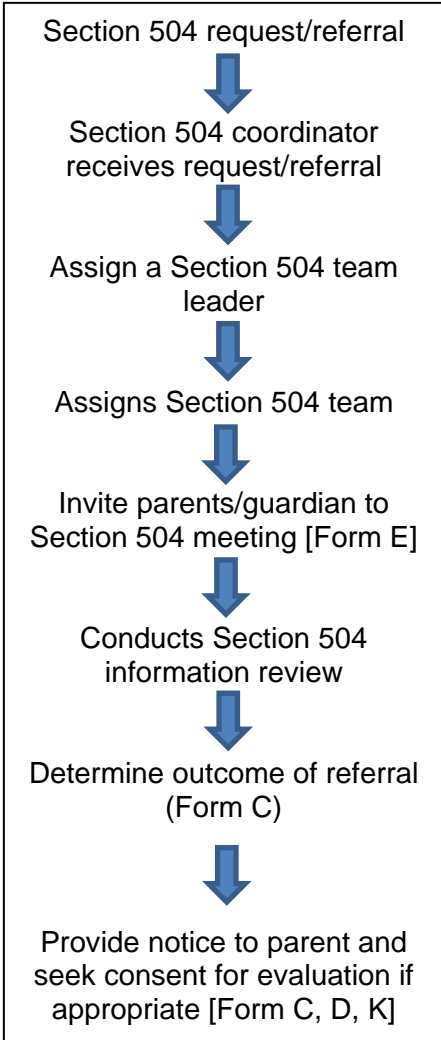 Section 504 request/referral
Section 504 coordinator
receives request/referral
Assign a Section 504 team
leader
Assigns Section 504 team
Invite parents/guardian to
Section 504 meeting [Form E]
Conducts Section 504
information review
Determine outcome of referral
(Form C)
Provide notice to parent and
seek consent for evaluation if
appropriate [Form C, D, K]